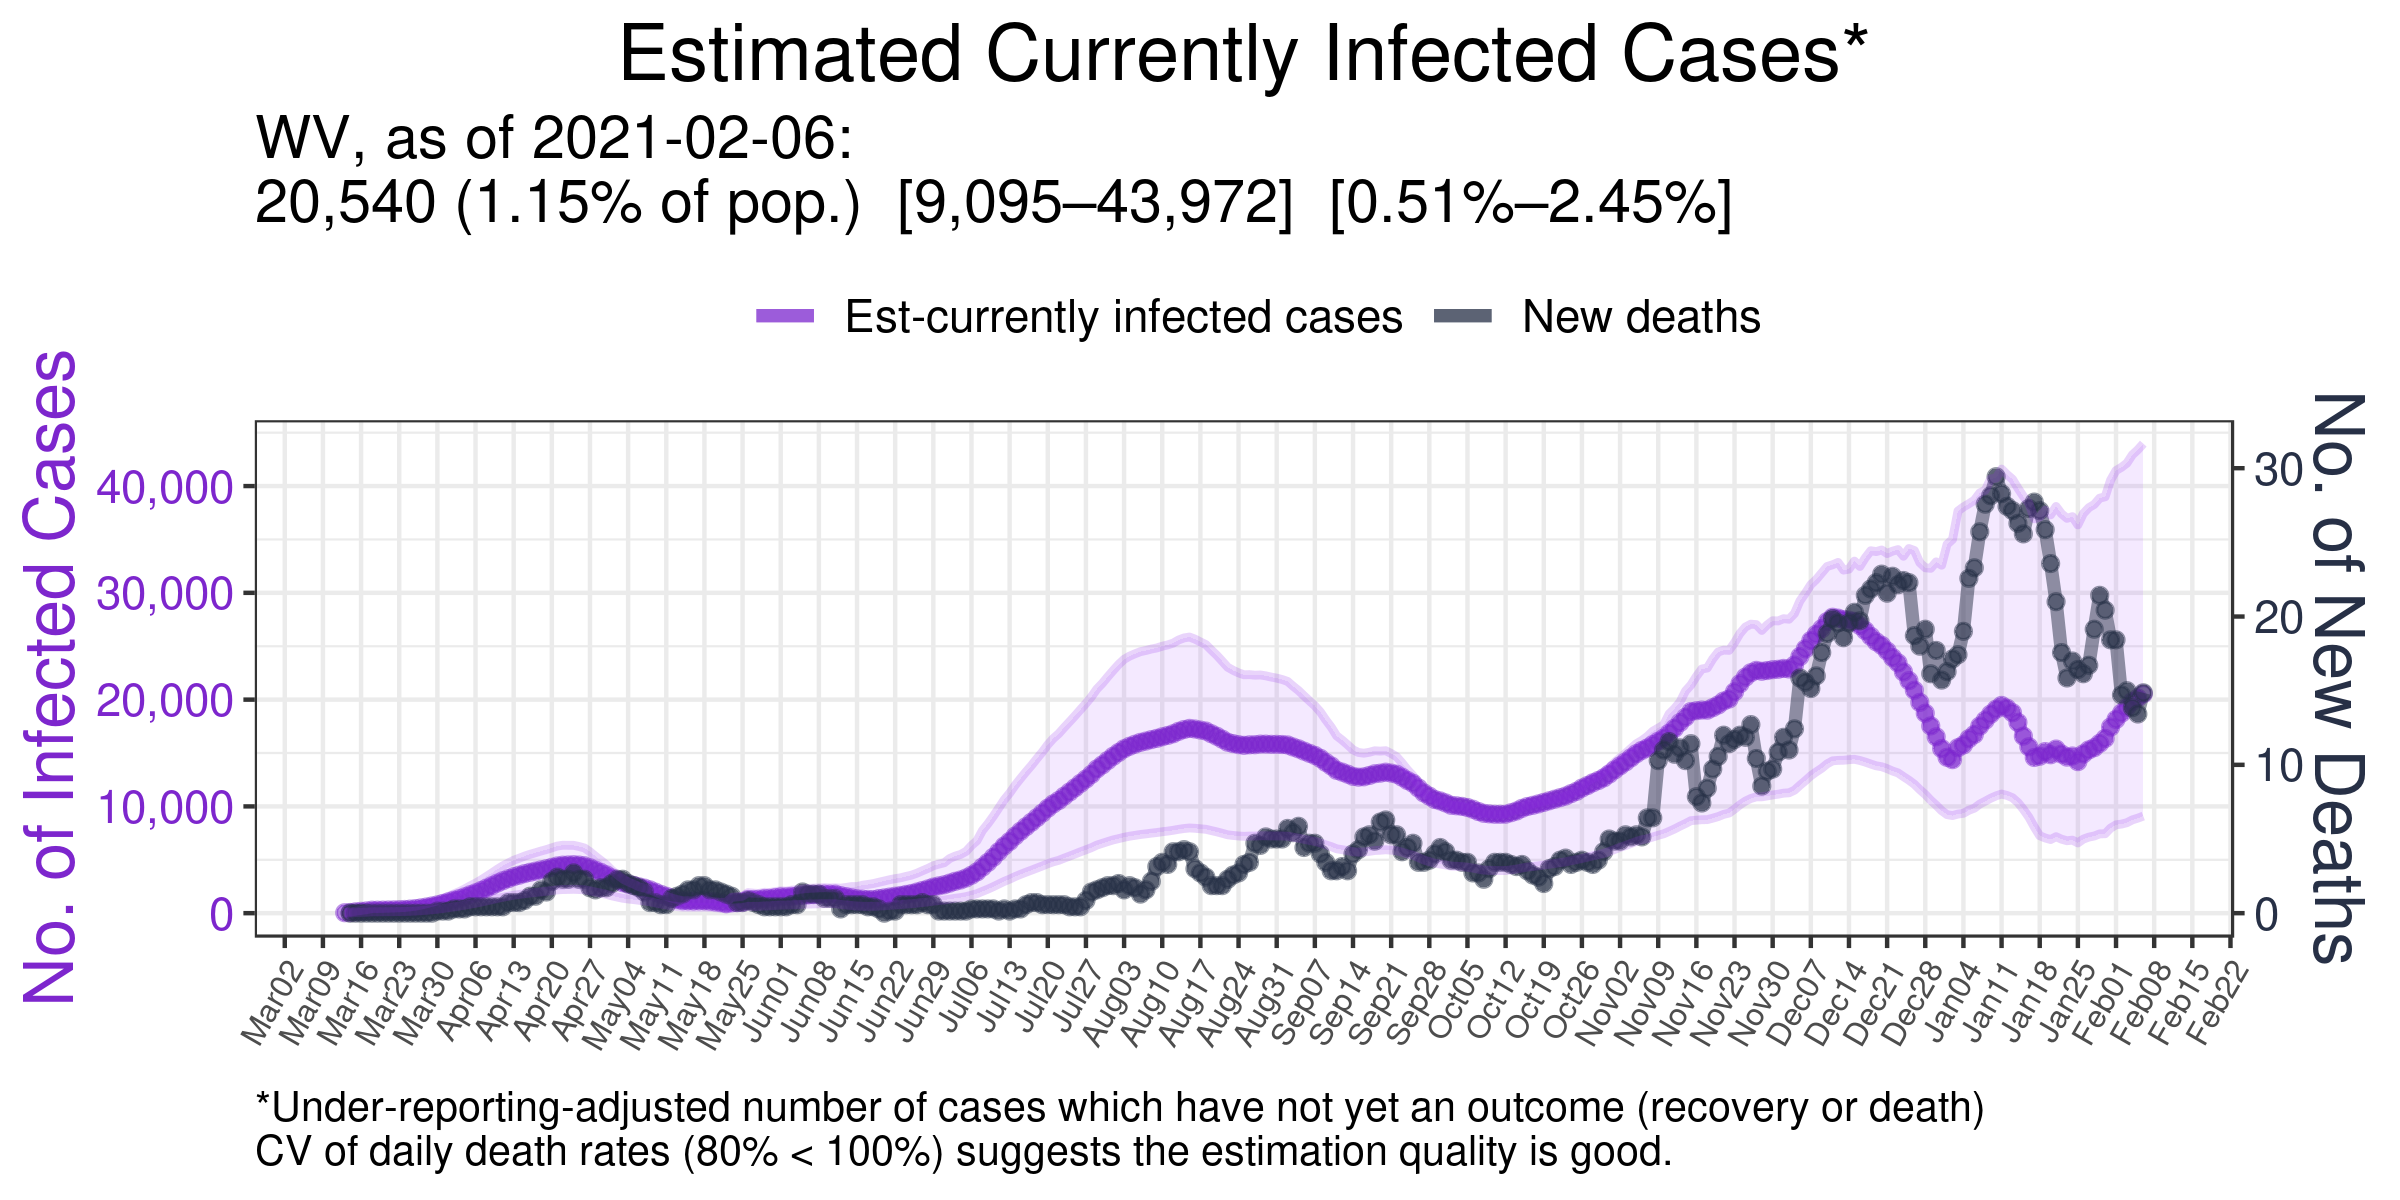 Estimated Currently Infected Cases*
WV, as of 2021-02-06:
20,540 (1.15% of pop.)  [9,095–43,972]  [0.51%–2.45%]
Est-currently infected cases
New deaths
No. of Infected Cases
40,000
30,000
20,000
10,000
0
30
20
10
0
No. of New Deaths
Mar02
Mar09
Mar16
Mar23
Mar30
Apr06
Apr13
Apr20
Apr27
May04
May11
May18
May25
Jun01
Jun08
Jun15
Jun22
Jun29
Jul06
Jul13
Jul20
Jul27
Aug03
Aug10
Aug17
Aug24
Aug31
Sep07
Sep14
Sep21
Sep28
Oct05
Oct12
Oct19
Oct26
Nov02
Nov09
Nov16
Nov23
Nov30
Dec07
Dec14
Dec21
Dec28
Jan04
Jan11
Jan18
Jan25
Feb01
Feb08
Feb15
Feb22
*Under-reporting-adjusted number of cases which have not yet an outcome (recovery or death)
CV of daily death rates (80% < 100%) suggests the estimation quality is good.